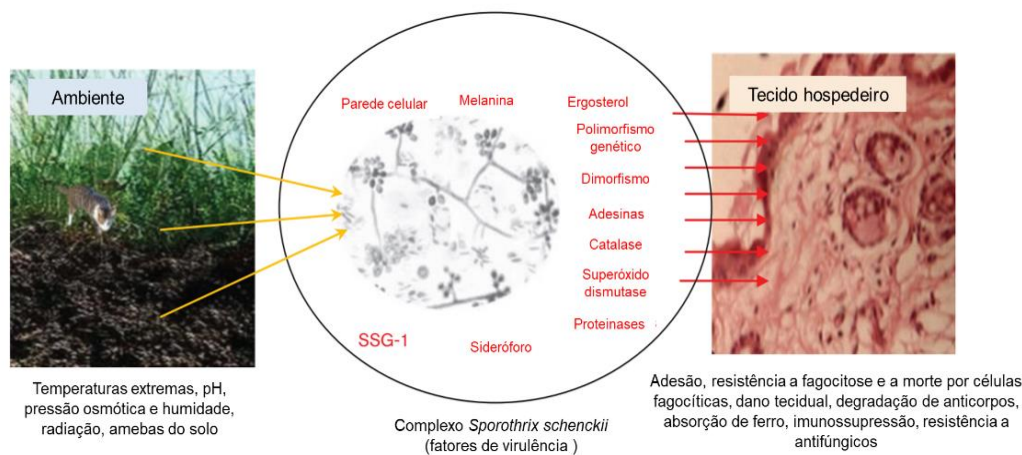 Ambiente
Temperaturas extremas, pH,
pressão osmótica e humidade,
radiação, amebas do solo
Parede celular
Melanina
Ergosterol
Polimorfismo
genético
Dimorfismo
Adesinas
Catalase
Superóxido
dismutase
Proteinases
SSG-1
Sideróforo
Complexo Sporothrix schenckii
(fatores de virulência )
Tecido hospedeiro
Adesão, resistência a fagocitose e a morte por células
fagocíticas, dano tecidual, degradação de anticorpos,
absorção de ferro, imunossupressão, resistência a
antifúngicos